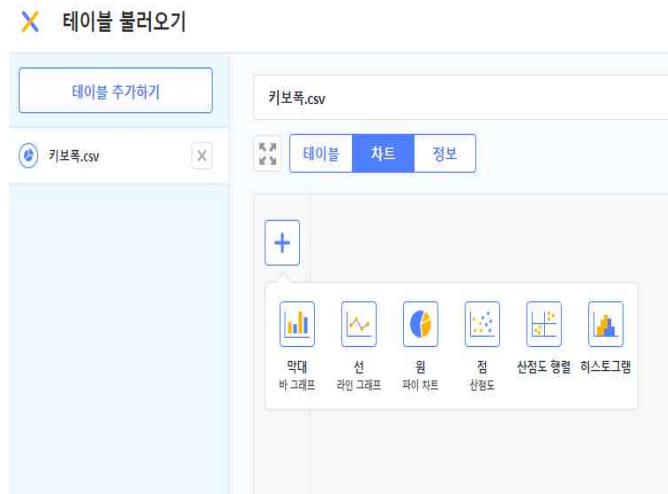 테이블 불러오기
테이블 추가하기
키보폭.csv
키보폭.csv
테이블 차트 정보
막대 선 원 점 산점도 행렬 히스토그램
바 그래프 라인 그래프 파이 차트 산점도